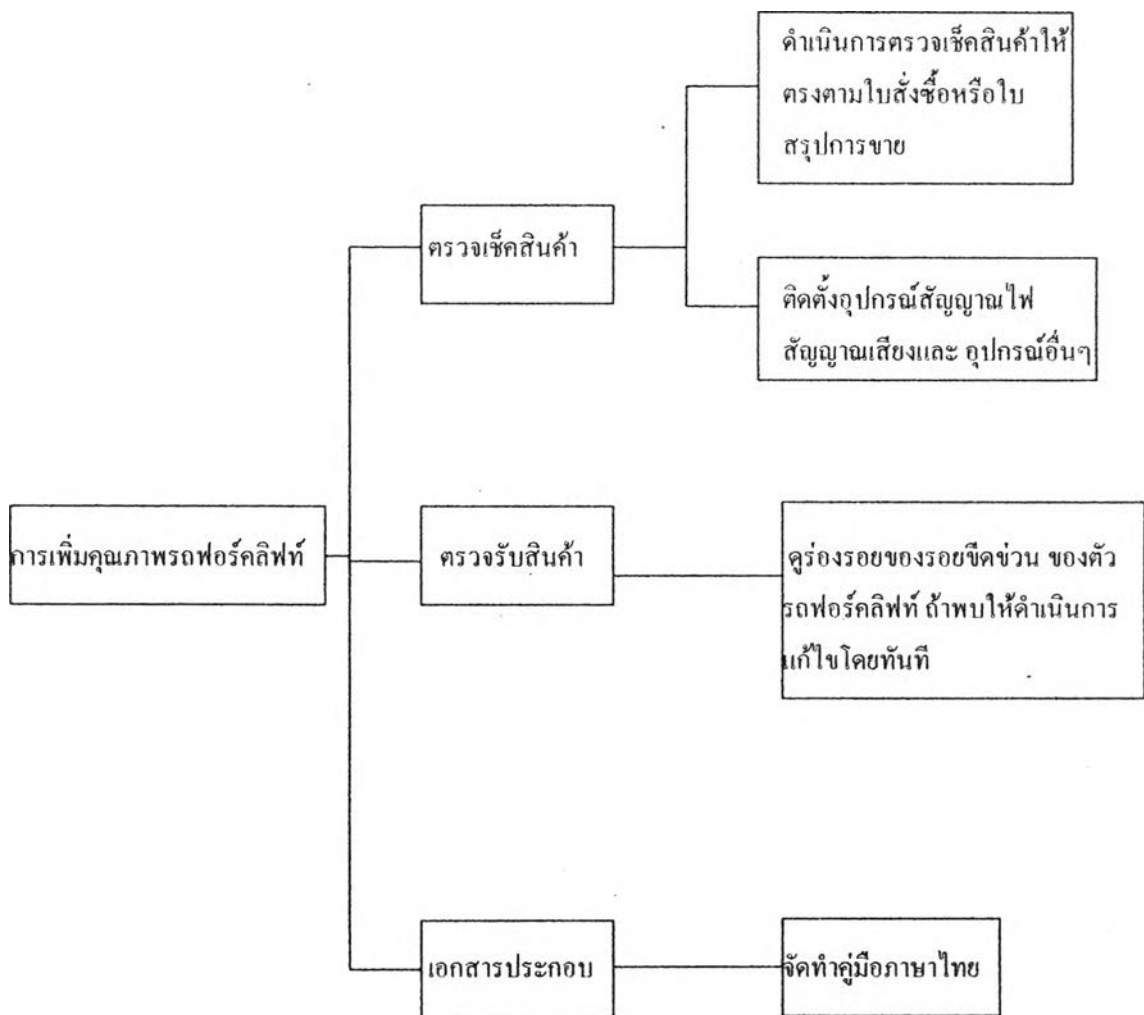 ดำเนินการตรวจเช็คสินค้าให้
ตรงตามใบสั่งซื้อหรือใบ
สรุปการขาย
ตรวจเช็คสินค้า
ติดตั้งอุปกรณ์สัญญาณไฟ
สัญญาณเสียงและ อุปกรณ์อื่นๆ
การเพิ่มคุณภาพรถฟอร์คลิฟท์
ตรวจรับสินค้า
ดูร่องรอยของรอยขีดข่วน ของตัว
รถฟอร์คลิฟท์ ถ้าพบให้ดำเนินการ
แก้ไขโดยทันที
เอกสารประกอบ
จัดทำคู่มือภาษาไทย